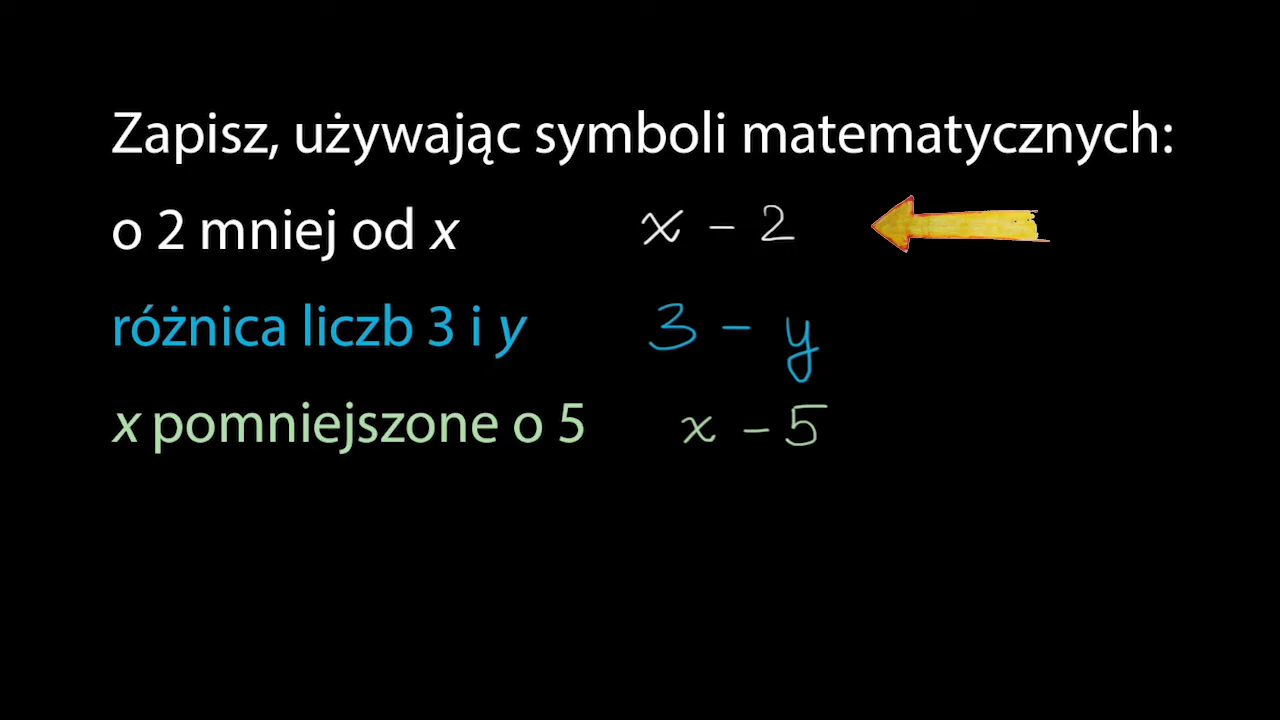 Zapisz, używając symboli matematycznych:
o 2 mniej od x x - 2
różnica liczb 3 i y 3 - y
x pomniejszone o 5 x - 5